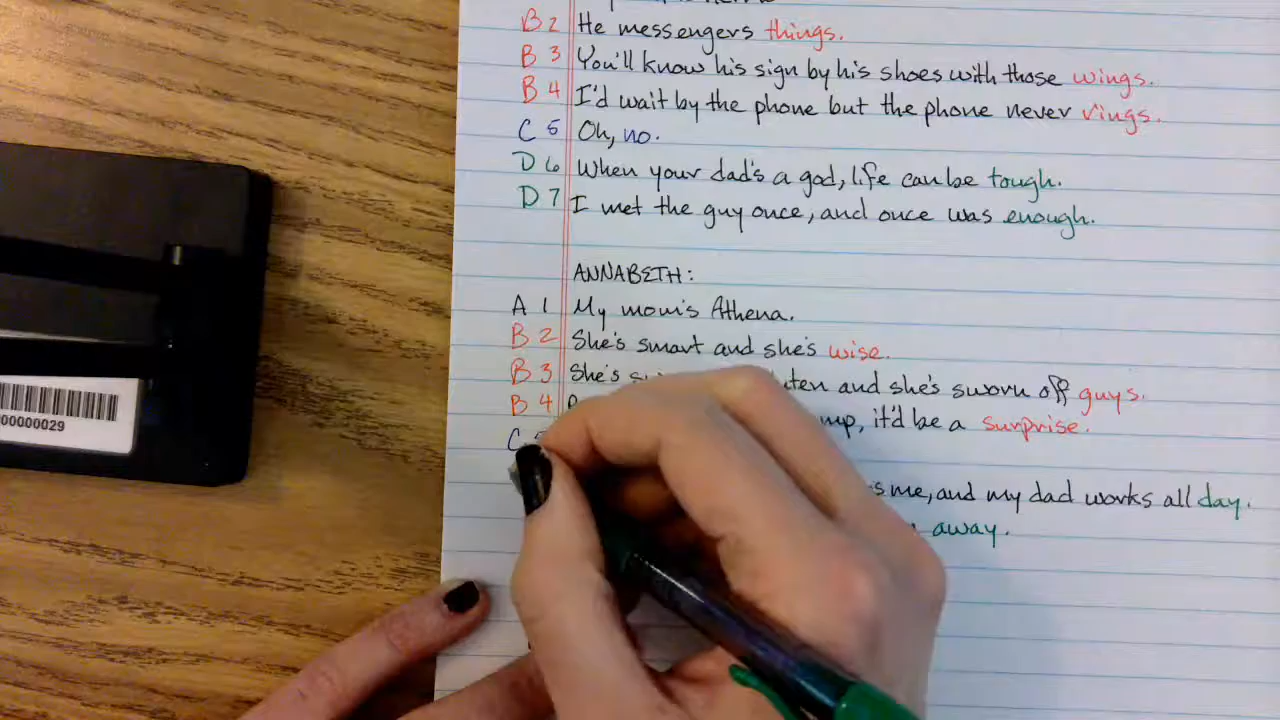 B 2 He messengers things.
B 3 You'll know his sign by his shoes with those wings.
B 4 I'd wait by the phone but the phone never rings.
C 5 Oh, no.
D 6 When your dad's a god, life can be tough.
D 7 I met the guy once, and once was enough.
ANNABETH:
A 1 My mom's Athena.
B 2 She's smart and she's wise.
B 3 She's and she's sworn off guys.
B 4 it'd be a surprise.
C
me, and my dad works all day.
away.
00000029